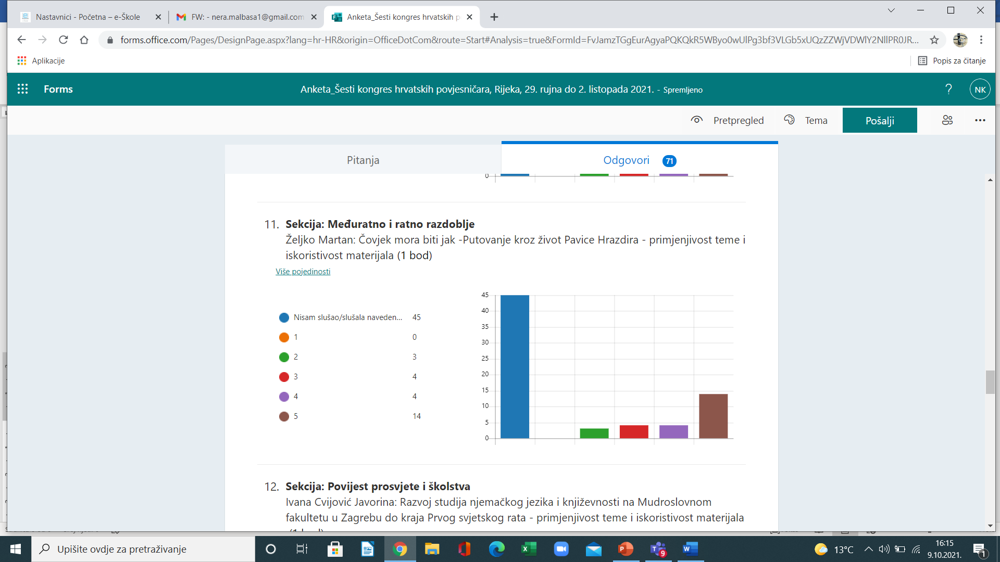 Nastavnici - Početna – e-Škole
FW: - nera.malbasa1@gmail.com
Anketa_Šesti kongres hrvatskih p
forms.office.com/Pages/DesignPage.aspx?lang=hr-HR&origin=OfficeDotCom&route=Start#Analysis=true&FormId=FvJamzTGgEurAgyaPQKQkR5WByo0wUlPg3bf3VLGb5xUQzZZWjVDWlY2NllPR0JR...
Aplikacije
Popis za čitanje
Forms
Anketa_Šesti kongres hrvatskih povjesničara, Rijeka, 29. rujna do 2. listopada 2021. - Spremljeno
?
NK
Pretpregled
Tema
Pošalji
Pitanja
Odgovori 71
0
11. Sekcija: Međuratno i ratno razdoblje
Željko Martan: Čovjek mora biti jak -Putovanje kroz život Pavice Hrazdira - primjenjivost teme i
iskoristivost materijala (1 bod)
Više pojedinosti
Nisam slušao/slušala naveden... 45
1 0
2 3
3 4
4 4
5 14
45
40
35
30
25
20
15
10
5
0
12. Sekcija: Povijest prosvjete i školstva
Ivana Cvijović Javorina: Razvoj studija njemačkog jezika i književnosti na Mudroslovnom
fakultetu u Zagrebu do kraja Prvog svjetskog rata - primjenjivost teme i iskoristivost materijala
Upišite ovdje za pretraživanje
9
13°C
16:15
9.10.2021.
1